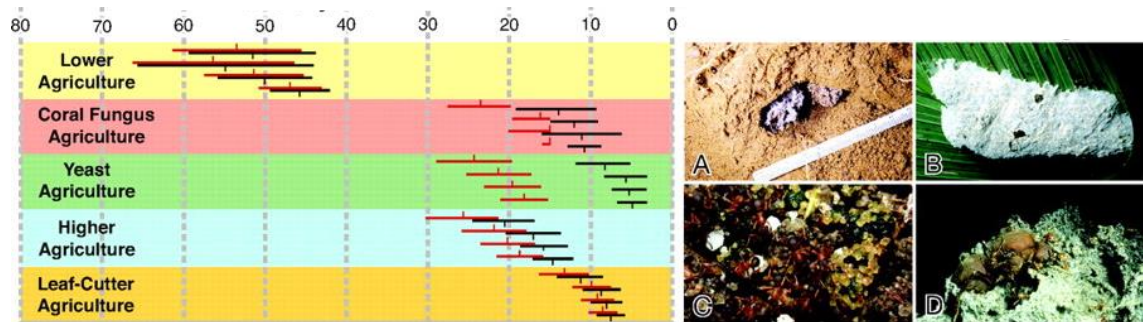 80 70 60 50 40 30 20 10 0
Lower
Agriculture
Coral Fungus
Agriculture
Yeast
Agriculture
Higher
Agriculture
Leaf-Cutter
Agriculture
A
B
C
D